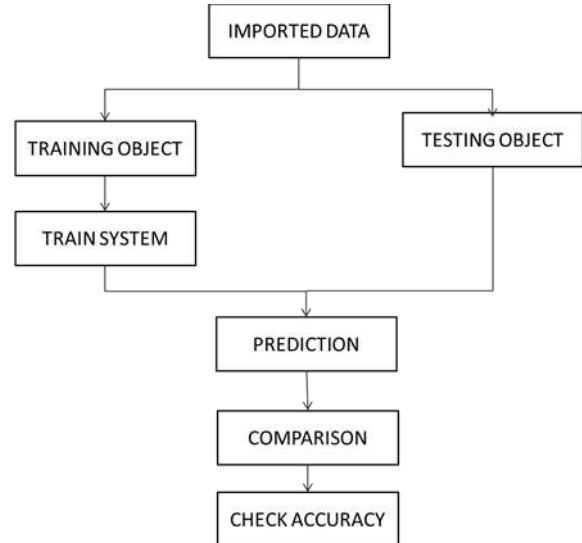 IMPORTED DATA
TRAINING OBJECT
TESTING OBJECT
TRAIN SYSTEM
PREDICTION
COMPARISON
CHECK ACCURACY